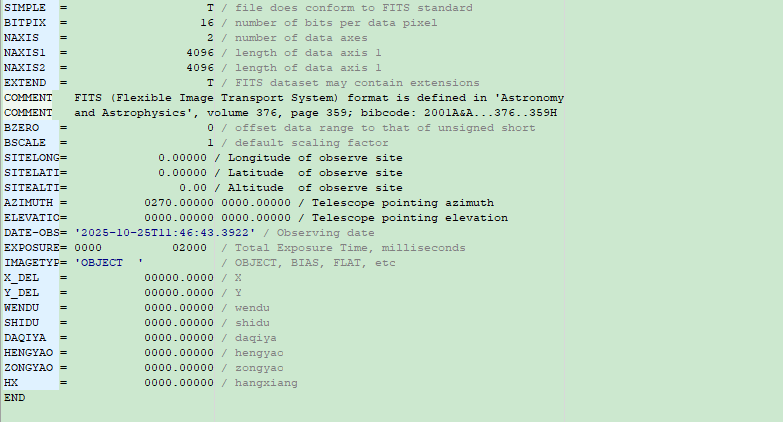 SIMPLE  =                    T / file does conform to FITS standard
BITPIX  =                   16 / number of bits per data pixel
NAXIS   =                    2 / number of data axes
NAXIS1  =                 4096 / length of data axis 1
NAXIS2  =                 4096 / length of data axis 1
EXTEND  =                    T / FITS dataset may contain extensions
COMMENT   FITS (Flexible Image Transport System) format is defined in 'Astronomy
COMMENT   and Astrophysics', volume 376, page 359; bibcode: 2001A&A...376..359H
BZERO   =                    0 / offset data range to that of unsigned short
BSCALE  =                    1 / default scaling factor
SITELONG=             0.00000 / Longitude of observe site
SITELATI=             0.00000 / Latitude  of observe site
SITEALTI=                0.00 / Altitude  of observe site
AZIMUTH =           0270.00000 0000.00000 / Telescope pointing azimuth
ELEVATIO=           0000.00000 0000.00000 / Telescope pointing elevation
DATE-OBS= '2025-10-25T11:46:43.3922' / Observing date
EXPOSURE= 0000          02000  / Total Exposure Time, milliseconds
IMAGETYP= 'OBJECT  '           / OBJECT, BIAS, FLAT, etc
X_DEL   =           00000.0000 / X
Y_DEL   =           00000.0000 / Y
WENDU   =           0000.00000 / wendu
SHIDU   =           0000.00000 / shidu
DAQIYA  =           0000.00000 / daqiya
HENGYAO =           0000.00000 / hengyao
ZONGYAO =           0000.00000 / zongyao
HX      =           0000.00000 / hangxiang
END